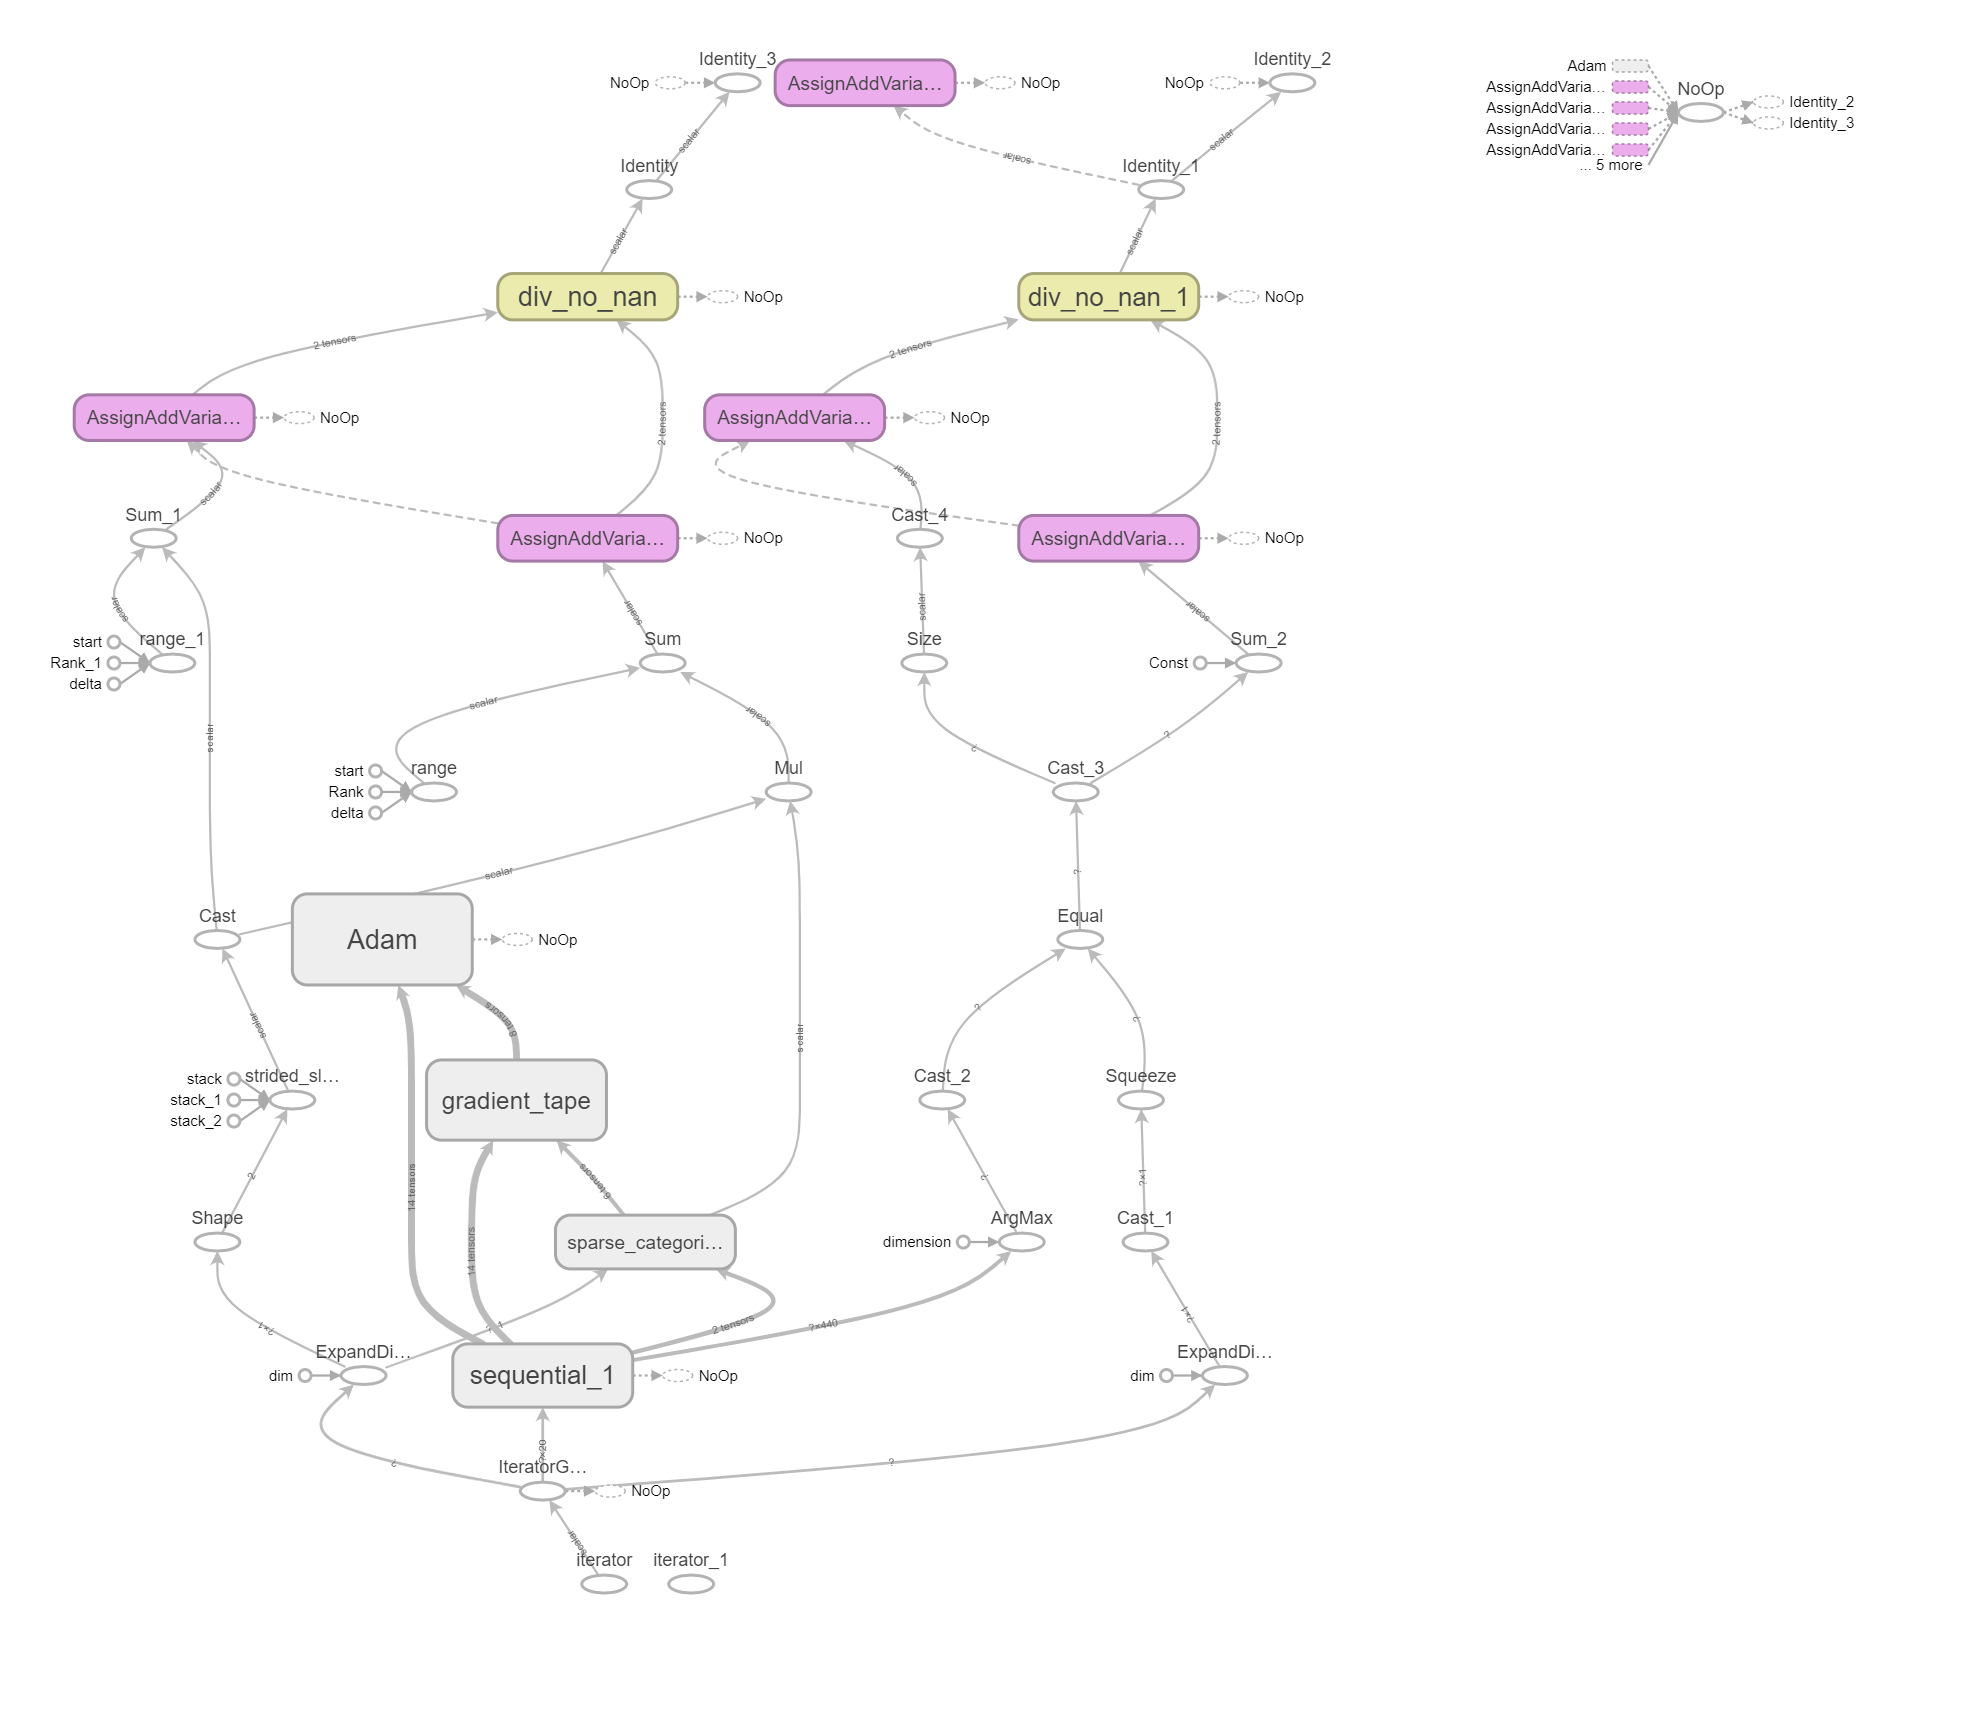 Identity_3
NoOp
AssignAddVaria...
NoOp
Identity_2
NoOp
Adam
AssignAddVaria...
AssignAddVaria...
AssignAddVaria...
AssignAddVaria...
... 5 more
NoOp
Identity_2
Identity_3
scalar
scalar
scalar
Identity
Identity_1
scalar
scalar
div_no_nan
NoOp
div_no_nan_1
NoOp
2 tensors
2 tensors
AssignAddVaria...
NoOp
2 tensors
AssignAddVaria...
NoOp
2 tensors
scalar
scalar
Sum_1
Cast_4
AssignAddVaria...
NoOp
AssignAddVaria...
NoOp
scalar
scalar
scalar
scalar
start
Rank_1
delta
range_1
Sum
Size
Const
Sum_2
scalar
scalar
scalar
?
?
start
Rank
delta
range
Mul
Cast_3
scalar
?
Cast
Adam
NoOp
Equal
scalar
8 tensors
scalar
?
?
stack
stack_1
stack_2
strided_sl...
gradient_tape
Cast_2
Squeeze
2
14 tensors
6 tensors
?
?×1
Shape
sparse_categori...
dimension
ArgMax
Cast_1
14 tensors
?×1
2 tensors
?×440
?×1
ExpandDi...
dim
sequential_1
NoOp
ExpandDi...
dim
?
?×20
?
IteratorG...
NoOp
scalar
iterator
iterator_1